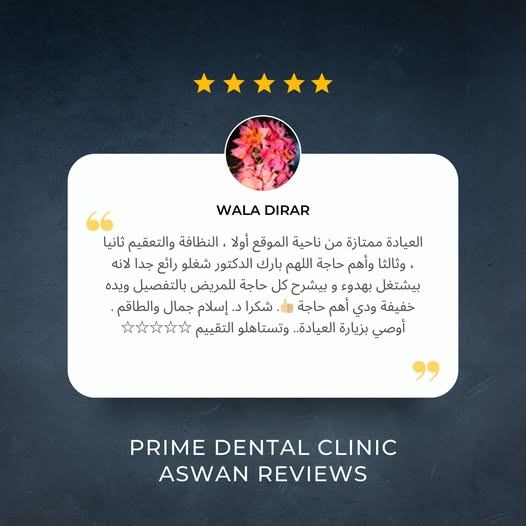 WALA DIRAR
العيادة ممتازة من ناحية الموقع أولا ، النظافة والتعقيم ثانيا
، وثالثا وأهم حاجة اللهم بارك الدكتور شغلو رائع جدا لانه
بيشتغل بهدوء و بيشرح كل حاجة للمريض بالتفصيل ويده
خفيفة ودي أهم حاجة 👍🏼. شكرا د. إسلام جمال والطاقم .
أوصي بزيارة العيادة.. وتستاهلو التقييم ☆☆☆☆☆
PRIME DENTAL CLINIC
ASWAN REVIEWS